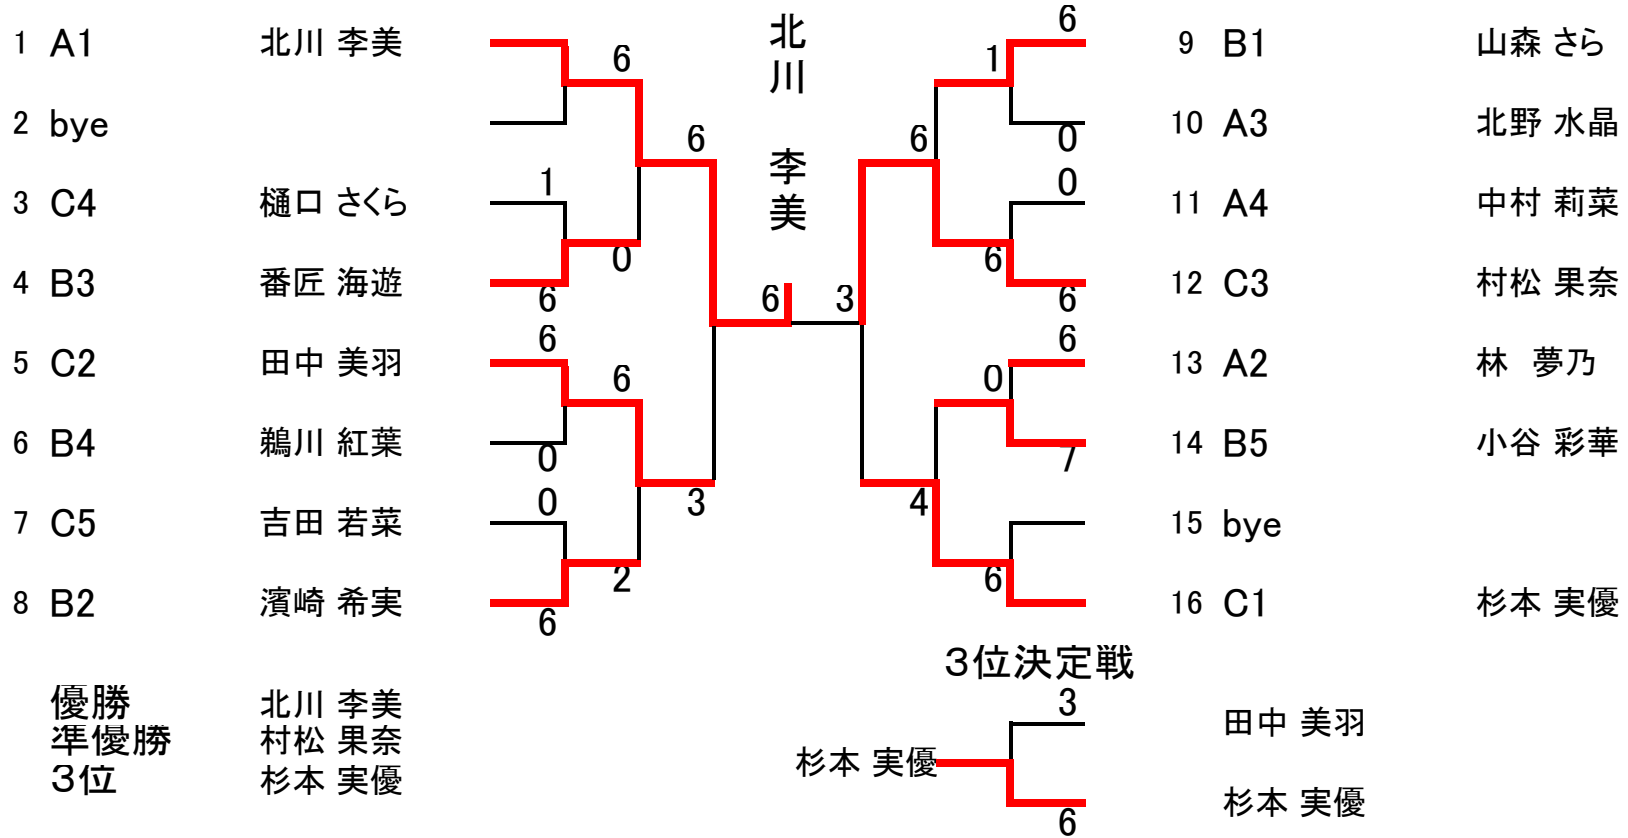 1 A1 北川 李美
2 bye
3 C4 樋口 さくら 1
4 B3 番匠 海遊 6
5 C2 田中 美羽 6
6 B4 鵜川 紅葉 0
7 C5 吉田 若菜 0
8 B2 濱崎 希実 6
6
0
6
2
6
3
6
北川 李美
3
6
4
1
6
0
6
6 9 B1 山森 さら
0 10 A3 北野 水晶
0 11 A4 中村 莉菜
6 12 C3 村松 果奈
6 13 A2 林 夢乃
7 14 B5 小谷 彩華
15 bye
16 C1 杉本 実優
優勝 北川 李美
準優勝 村松 果奈
3位 杉本 実優
3位決定戦
3 田中 美羽
杉本 実優
6 杉本 実優